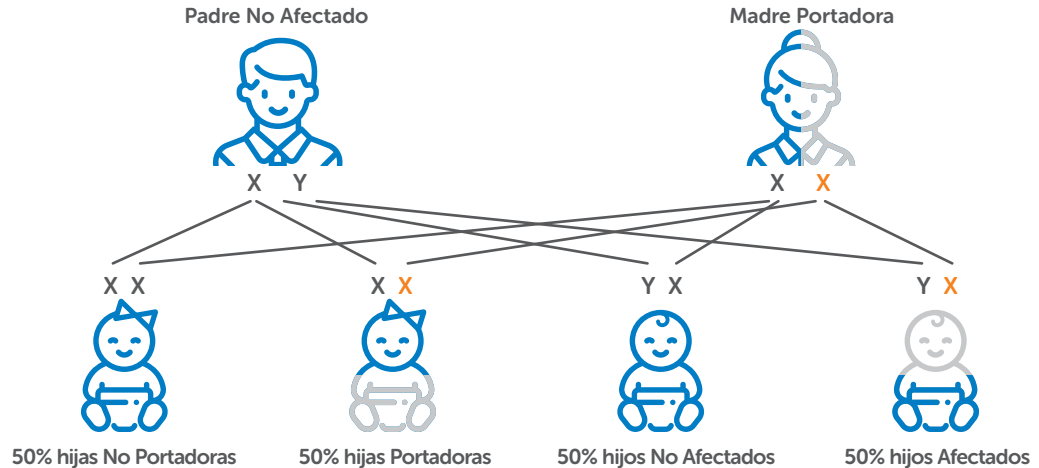 Padre No Afectado
Madre Portadora
X Y
X X
X X
X X
Y X
Y X
50% hijas No Portadoras
50% hijas Portadoras
50% hijos No Afectados
50% hijos Afectados